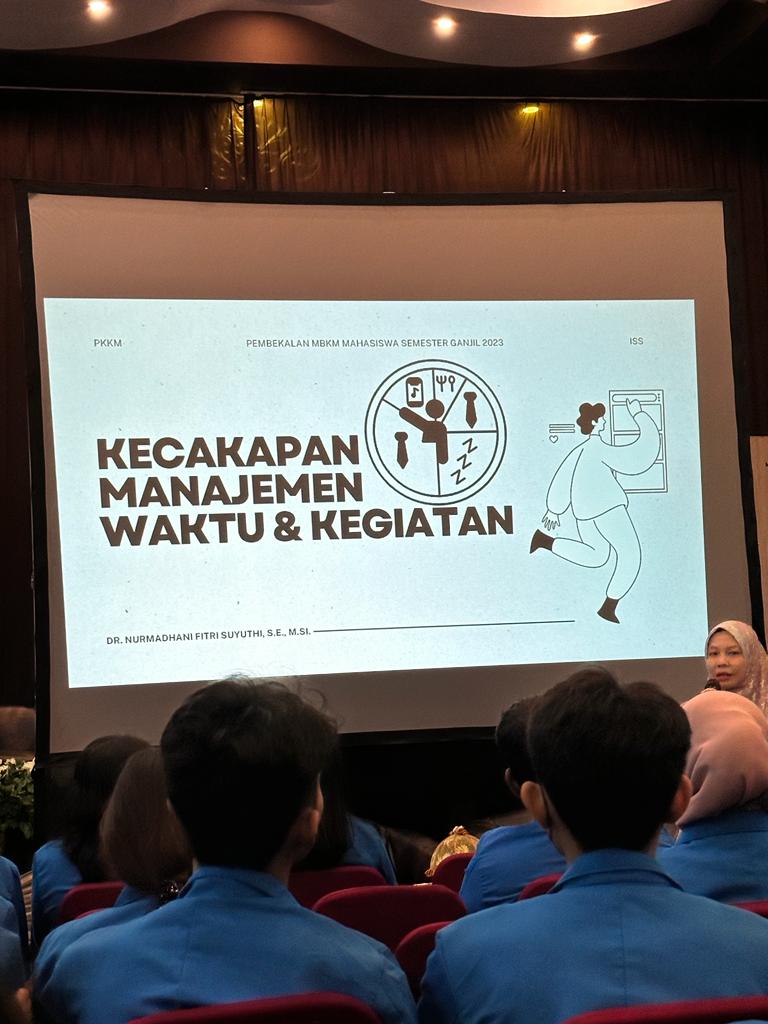 PKKM
PEMBEKALAN MBKM MAHASISWA SEMESTER GANJIL 2023
ISS
KECAKAPAN
MANAJEMEN
WAKTU & KEGIATAN
Z Z Z
DR. NURMADHANI FITRI SUYUTHI, S.E., M.SI.